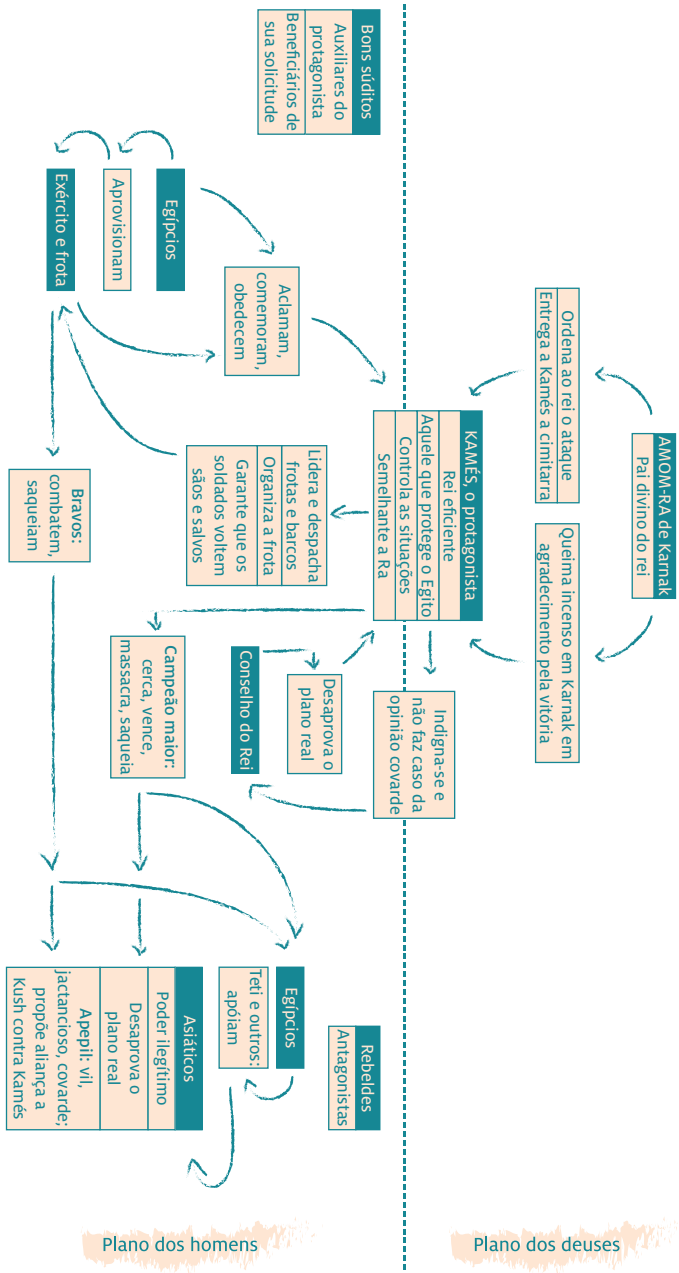 AMOM-RA de Karnak
Pai divino do rei
Ordena ao rei o ataque
Entrega a Kamés a cimitarra
Queima incenso em Karnak em
agradecimento pela vitória
Plano dos deuses
KAMÉS, o protagonista
Rei eficiente
Aquele que protege o Egito
Controla as situações
Semelhante a Ra
Indigna-se e
não faz caso da
opinião covarde
Bons súditos
Auxiliares do
protagonista
Beneficiários de
sua solicitude
Rebeldes
Antagonistas
Aclamam,
comemoram,
obedecem
Lidera e despacha
frotas e barcos
Organiza a frota
Garante que os
soldados voltem
sãos e salvos
Desaprova o
plano real
Conselho do Rei
Egípcios
Aprovisionam
Exército e frota
Campeão maior:
cerca, vence,
massacra, saqueia
Bravos:
combatem,
saqueiam
Egípcios
Teti e outros:
apóiam
Asiáticos
Poder ilegítimo
Desaprova o
plano real
Apepil: vil,
jactancioso, covarde;
propõe aliança a
Kush contra Kamés
Plano dos homens